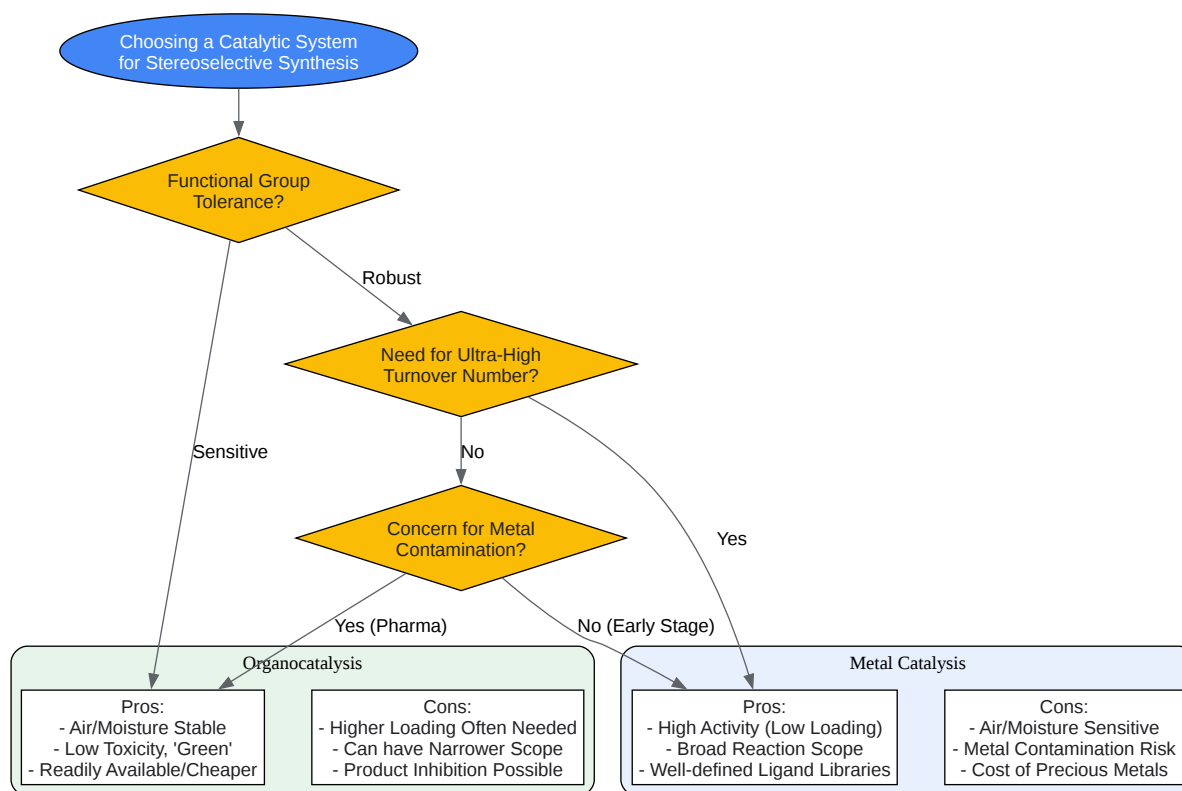 Choosing a Catalytic System
for Stereoselective Synthesis
Functional Group
Tolerance?
Robust
Need for Ultra-High
Turnover Number?
Sensitive
No
Concern for Metal
Contamination?
Yes
Yes (Pharma)
No (Early Stage)
Organocatalysis
Pros:
- Air/Moisture Stable
- Low Toxicity, 'Green'
- Readily Available/Cheaper
Cons:
- Higher Loading Often Needed
- Can have Narrower Scope
- Product Inhibition Possible
Metal Catalysis
Pros:
- High Activity (Low Loading)
- Broad Reaction Scope
- Well-defined Ligand Libraries
Cons:
- Air/Moisture Sensitive
- Metal Contamination Risk
- Cost of Precious Metals